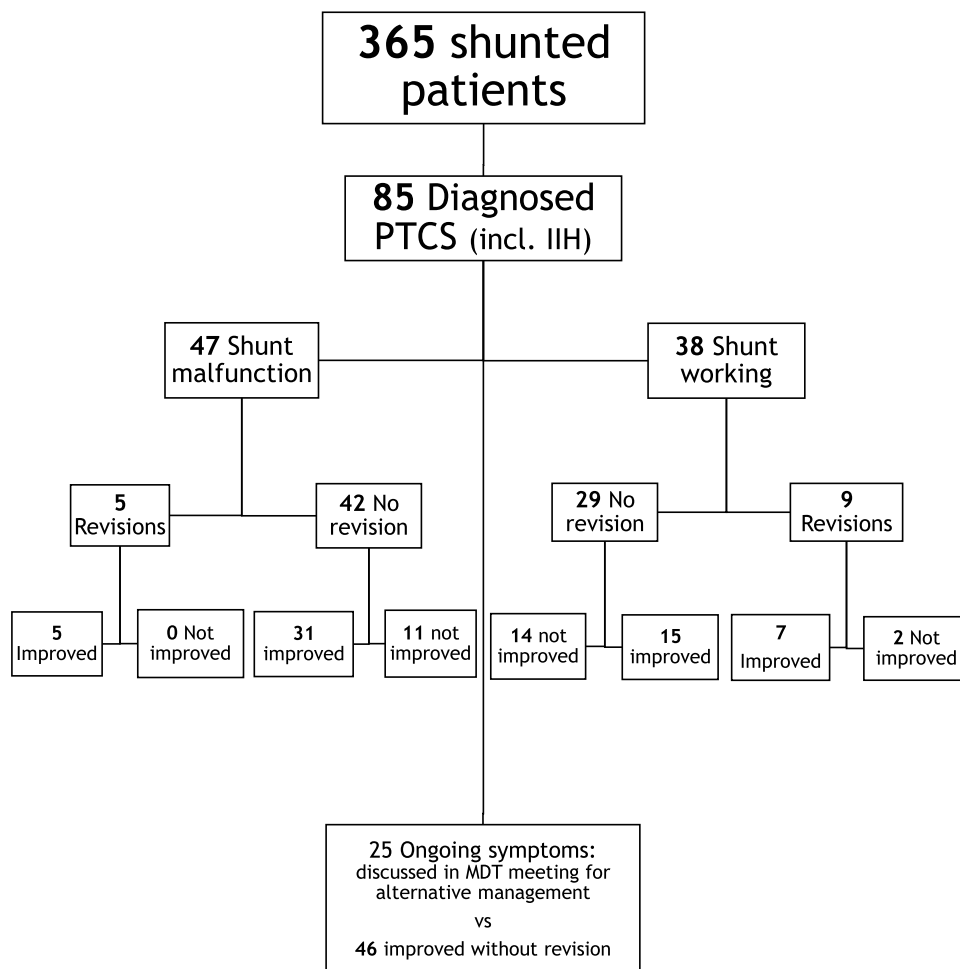 365 shunted
patients
85 Diagnosed
PTCS (incl. IIH)
47 Shunt
malfunction
38 Shunt
working
5
Revisions
42 No
revision
29 No
revision
9
Revisions
5
Improved
0 Not
improved
31
improved
11 not
improved
14 not
improved
15
improved
7
Improved
2 Not
improved
25 Ongoing symptoms:
discussed in MDT meeting for
alternative management
vs
46 improved without revision